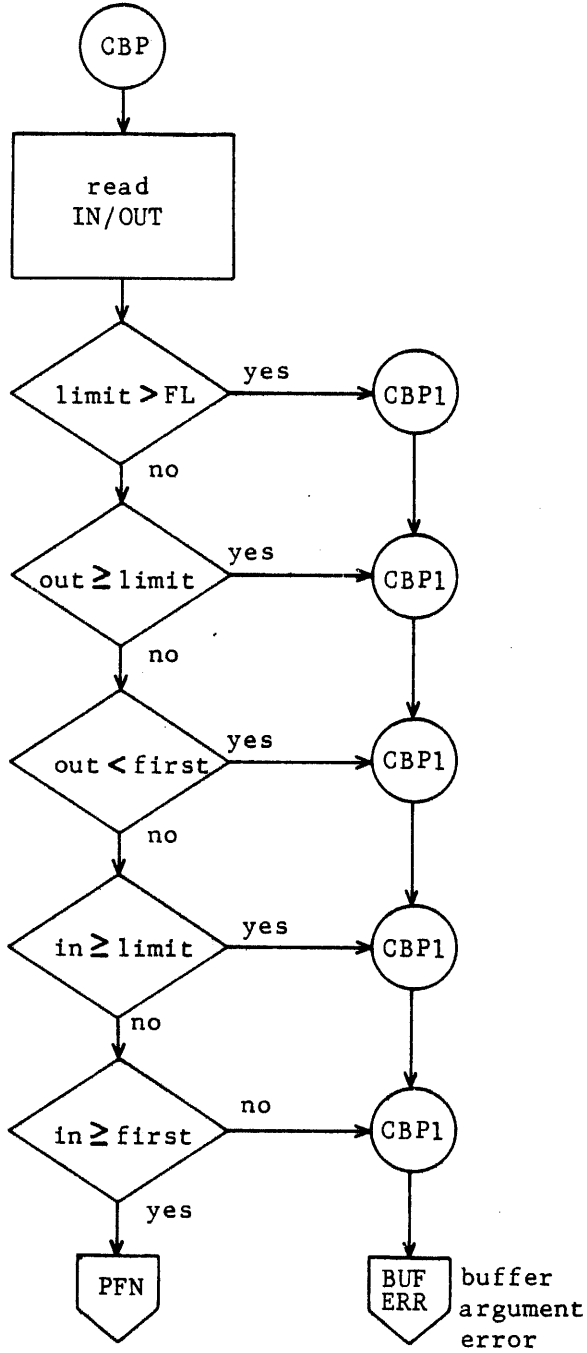 CBP
read
IN/OUT
limit > FL
yes
CBP1
no
out ≥ limit
yes
CBP1
no
out < first
yes
CBP1
no
in ≥ limit
yes
CBP1
no
in ≥ first
no
CBP1
yes
PFN
BUF
ERR
buffer
argument
error